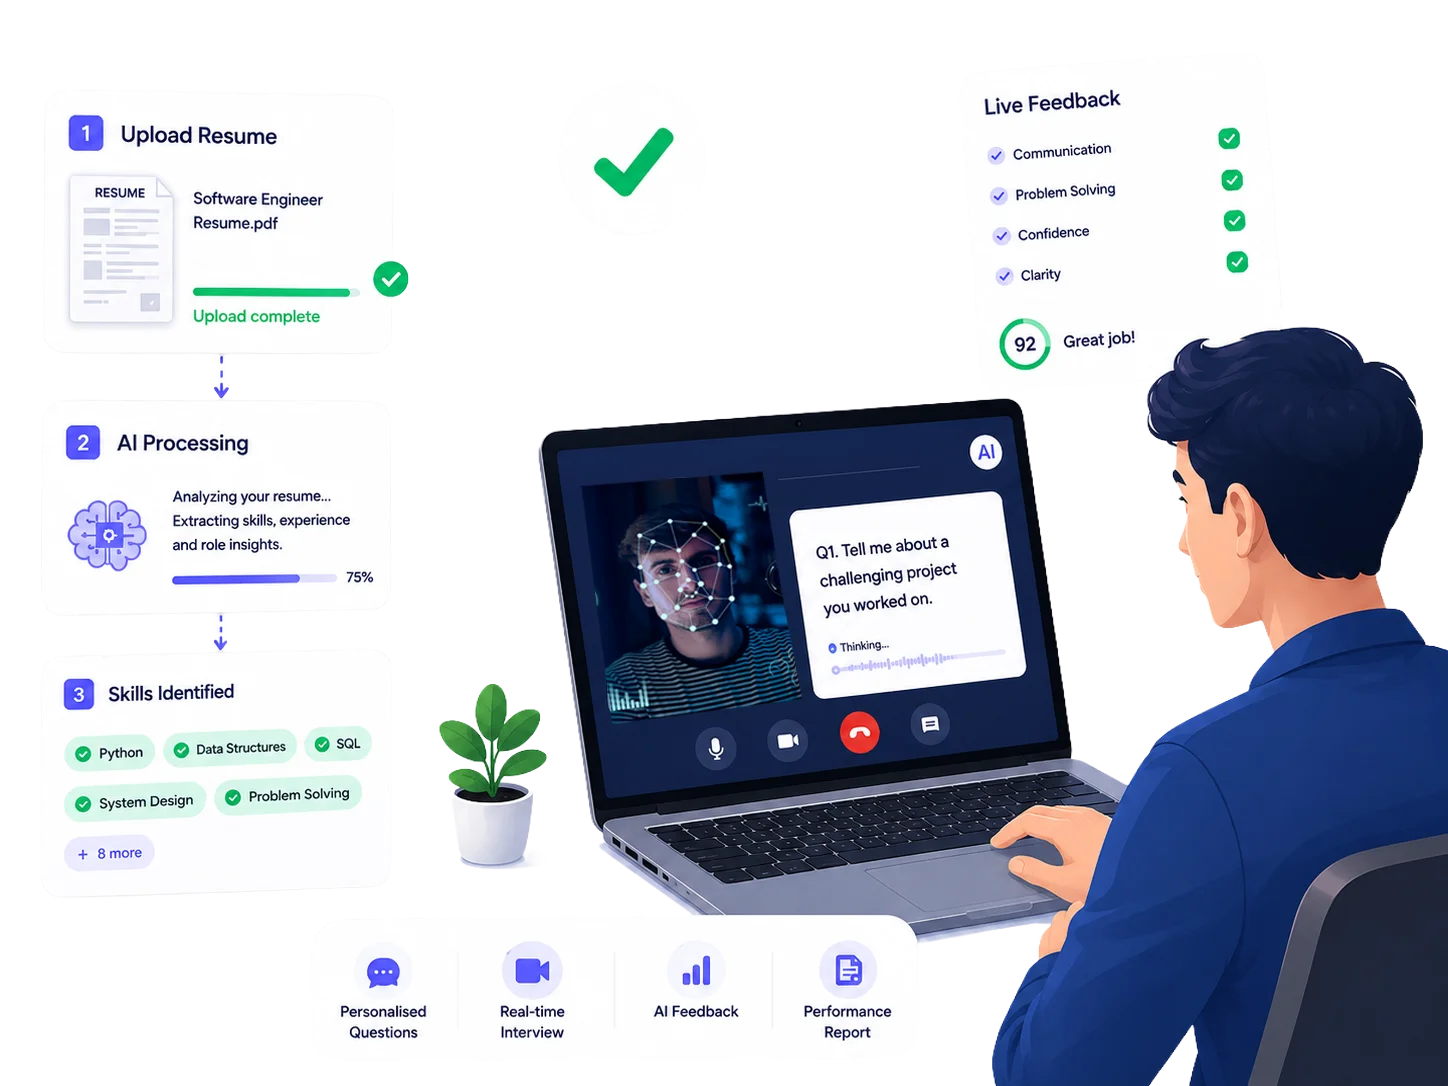 1 Upload Resume
RESUME
Software Engineer
Resume.pdf
Upload complete
2 AI Processing
Analyzing your resume...
Extracting skills, experience
and role insights.
75%
3 Skills Identified
Python
Data Structures
SQL
System Design
Problem Solving
+ 8 more
Live Feedback
Communication
Problem Solving
Confidence
Clarity
92
Great job!
AI
Q1. Tell me about a
challenging project
you worked on.
Thinking...
Personalised
Questions
Real-time
Interview
AI Feedback
Performance
Report